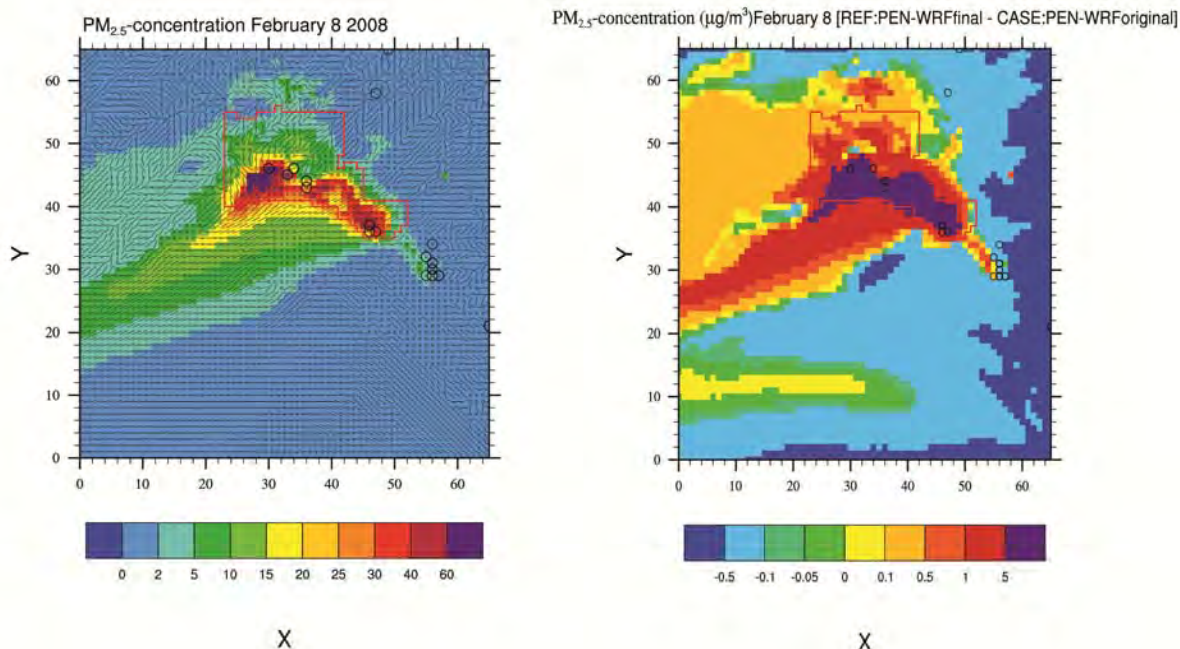 PM2.5-concentration February 8 2008
65
60
50
40
30
20
10
0
Y
0 10 20 30 40 50 60
0 2 5 10 15 20 25 30 40 60
X
PM2.5-concentration (μg/m³)February 8 [REF:PEN-WRFfinal - CASE:PEN-WRForiginal]
60
50
40
30
20
10
0
Y
0 10 20 30 40 50 60
-0.5 -0.1 -0.05 0 0.1 0.5 1 5
X